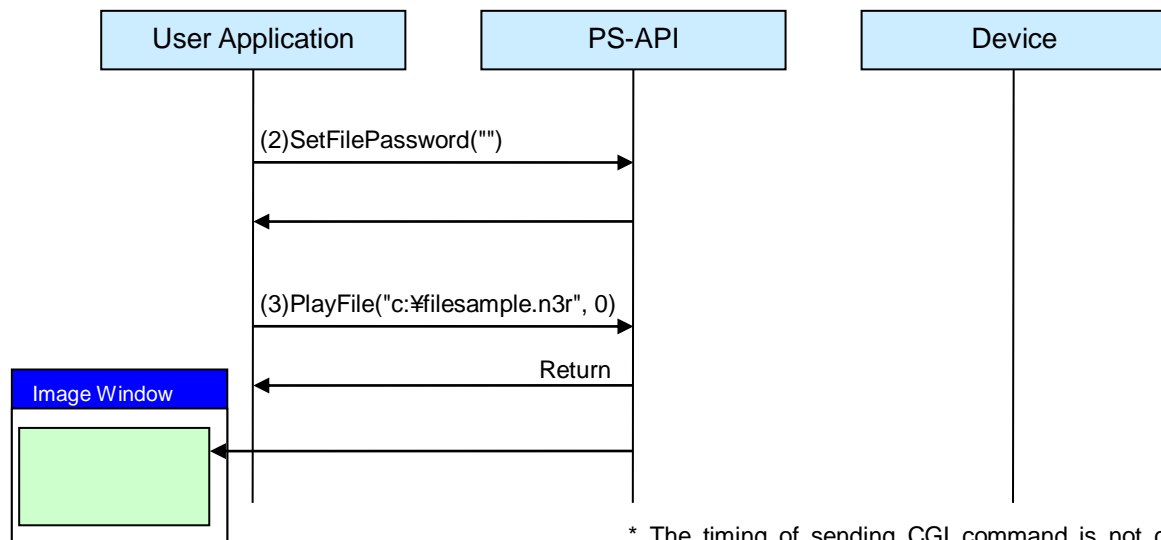 User Application
PS-API
Device
(2)SetFilePassword("")
(3)PlayFile("c:¥filesample.n3r", 0)
Return
Image Window
* The timing of sending CGI command is not